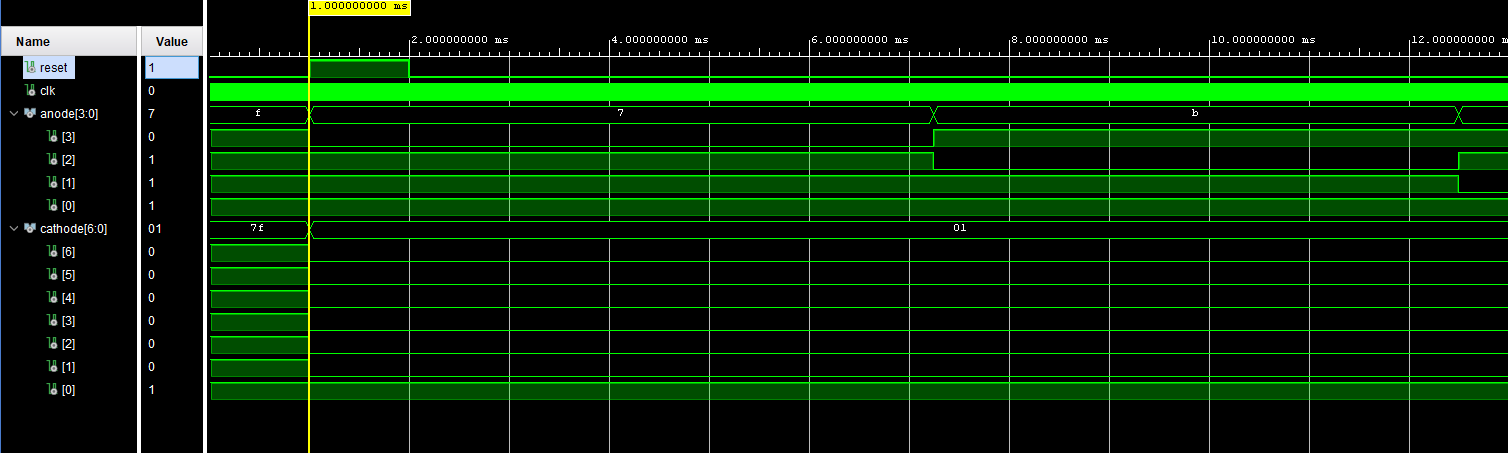 1.000000000 ms
Name Value
2.000000000 ms 4.000000000 ms 6.000000000 ms 8.000000000 ms 10.000000000 ms 12.000000000 m
reset 1
clk 0
anode[3:0] 7 f 7 b
[3] 0
[2] 1
[1] 1
[0] 1
cathode[6:0] 01 7f 01
[6] 0
[5] 0
[4] 0
[3] 0
[2] 0
[1] 0
[0] 1